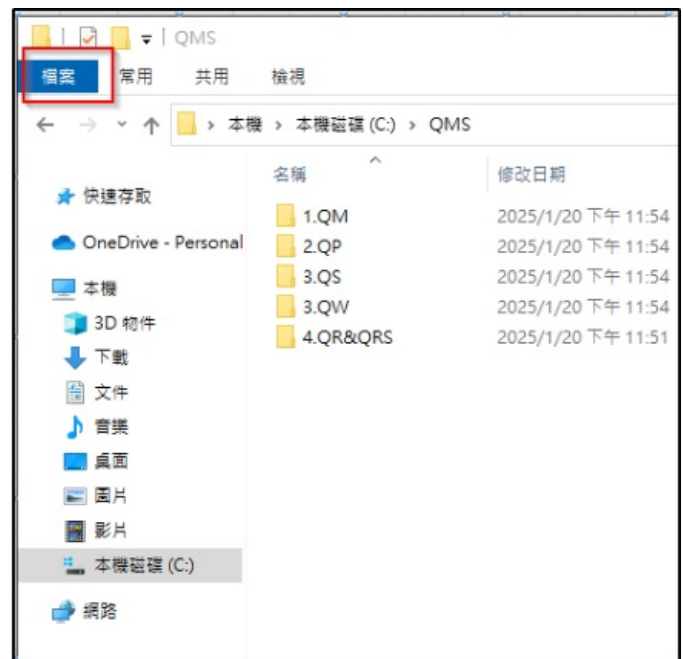 QMS
檔案 常用 共用 檢視
本機 › 本機磁碟 (C:) › QMS
名稱 修改日期
快速存取
OneDrive - Personal
本機
3D 物件
下載
文件
音樂
桌面
圖片
影片
本機磁碟 (C:)
網路
1.QM 2025/1/20 下午 11:54
2.QP 2025/1/20 下午 11:54
3.QS 2025/1/20 下午 11:54
3.QW 2025/1/20 下午 11:54
4.QR&QRS 2025/1/20 下午 11:51